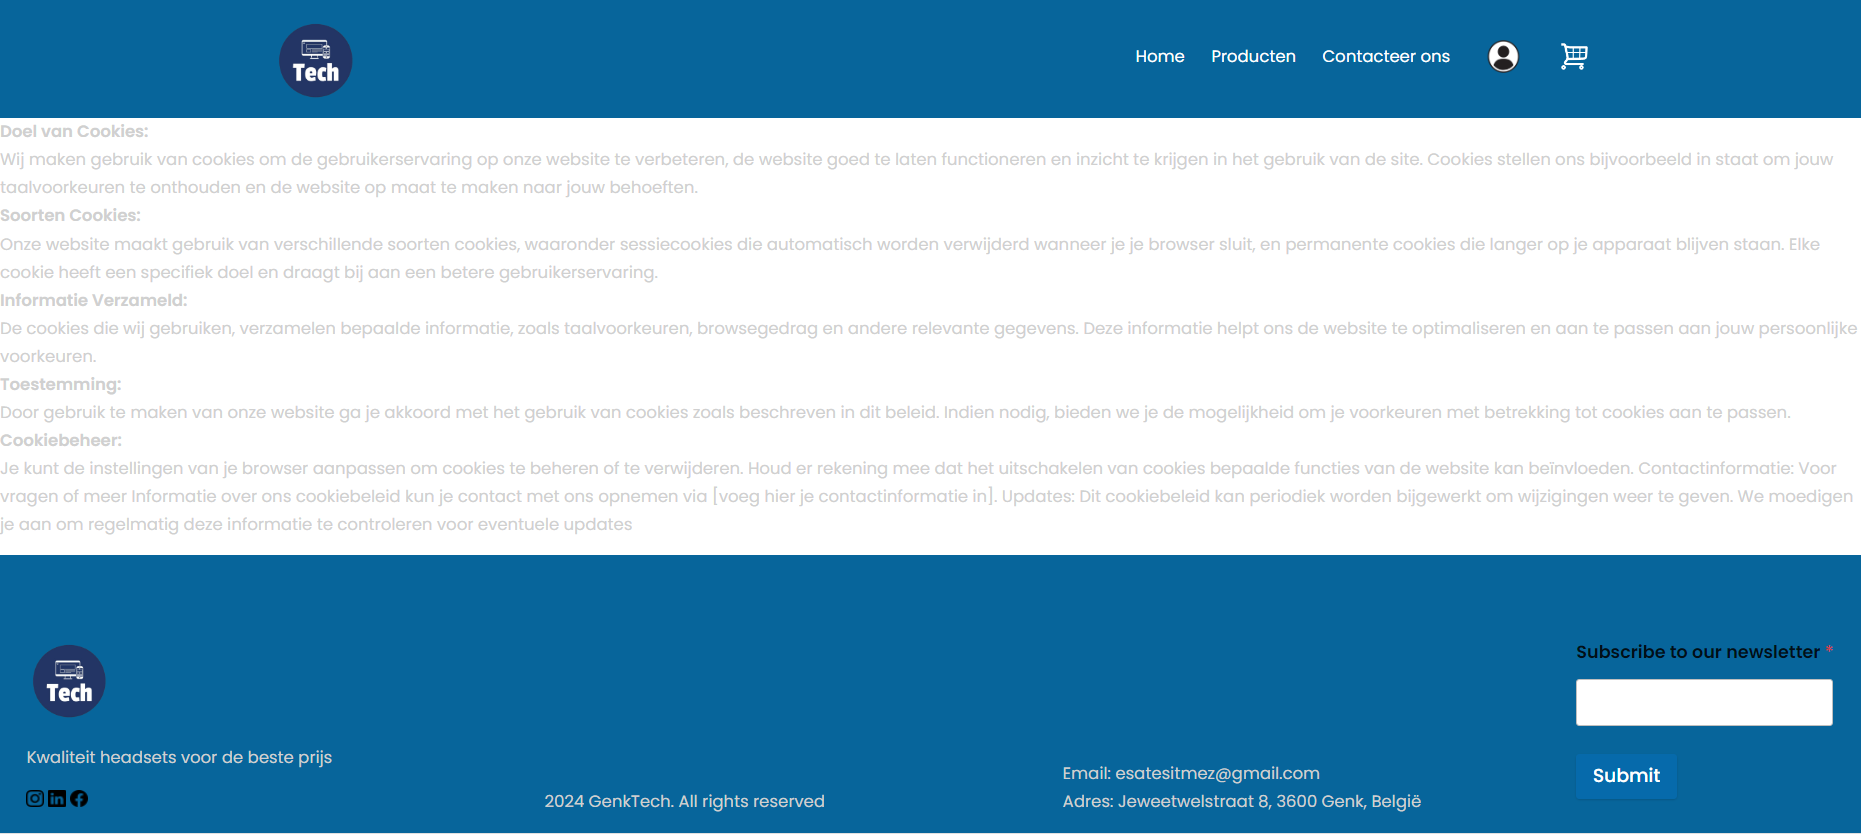 Tech
Home Producten Contacteer ons
Doel van Cookies:
Wij maken gebruik van cookies om de gebruikerservaring op onze website te verbeteren, de website goed te laten functioneren en inzicht te krijgen in het gebruik van de site. Cookies stellen ons bijvoorbeeld in staat om jouw
taalvoorkeuren te onthouden en de website op maat te maken naar jouw behoeften.
Soorten Cookies:
Onze website maakt gebruik van verschillende soorten cookies, waaronder sessiecookies die automatisch worden verwijderd wanneer je je browser sluit, en permanente cookies die langer op je apparaat blijven staan. Elke
cookie heeft een specifiek doel en draagt bij aan een betere gebruikerservaring.
Informatie Verzameld:
De cookies die wij gebruiken, verzamelen bepaalde informatie, zoals taalvoorkeuren, browsegedrag en andere relevante gegevens. Deze informatie helpt ons de website te optimaliseren en aan te passen aan jouw persoonlijke
voorkeuren.
Toestemming:
Door gebruik te maken van onze website ga je akkoord met het gebruik van cookies zoals beschreven in dit beleid. Indien nodig, bieden we je de mogelijkheid om je voorkeuren met betrekking tot cookies aan te passen.
Cookiebeheer:
Je kunt de instellingen van je browser aanpassen om cookies te beheren of te verwijderen. Houd er rekening mee dat het uitschakelen van cookies bepaalde functies van de website kan beïnvloeden. Contactinformatie: Voor
vragen of meer Informatie over ons cookiebeleid kun je contact met ons opnemen via [voeg hier je contactinformatie in]. Updates: Dit cookiebeleid kan periodiek worden bijgewerkt om wijzigingen weer te geven. We moedigen
je aan om regelmatig deze informatie te controleren voor eventuele updates
Tech
Kwaliteit headsets voor de beste prijs
2024 GenkTech. All rights reserved
Email: esatesitmez@gmail.com
Adres: Jeweetwelstraat 8, 3600 Genk, België
Subscribe to our newsletter *
Submit